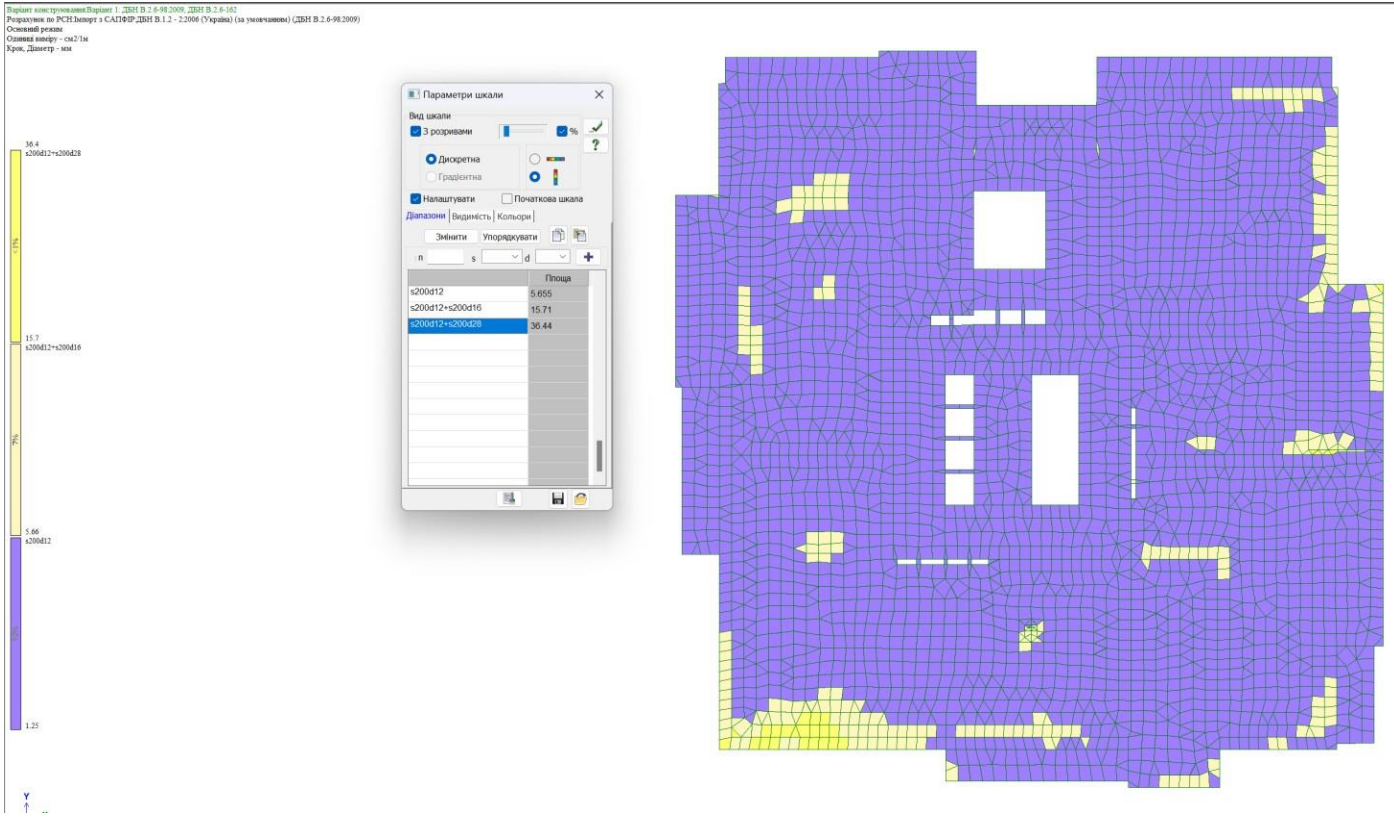 Варіант конструювання:Варіант 1: ДБН В.2.6-98:2009, ДБН В.2.6-162
Розрахунок по РСН:Імпорт з САПФІР:ДБН В.1.2 - 2:2006 (Україна) (за умовчанням) (ДБН В.2.6-98:2009)
Основний режим
Одиниці виміру - см2/1м
Крок, Діаметр - мм
36.4
s200d12+s200d28
<1%
15.7
s200d12+s200d16
7%
5.66
s200d12
1.25
Y
Параметри шкали
Вид шкали
З розривами
%
?
Дискретна
Градієнтна
Налаштувати
Початкова шкала
Діапазони
Видимість
Кольори
Змінити
Упорядкувати
n
s
d
Площа
s200d12
5.655
s200d12+s200d16
15.71
s200d12+s200d28
36.44